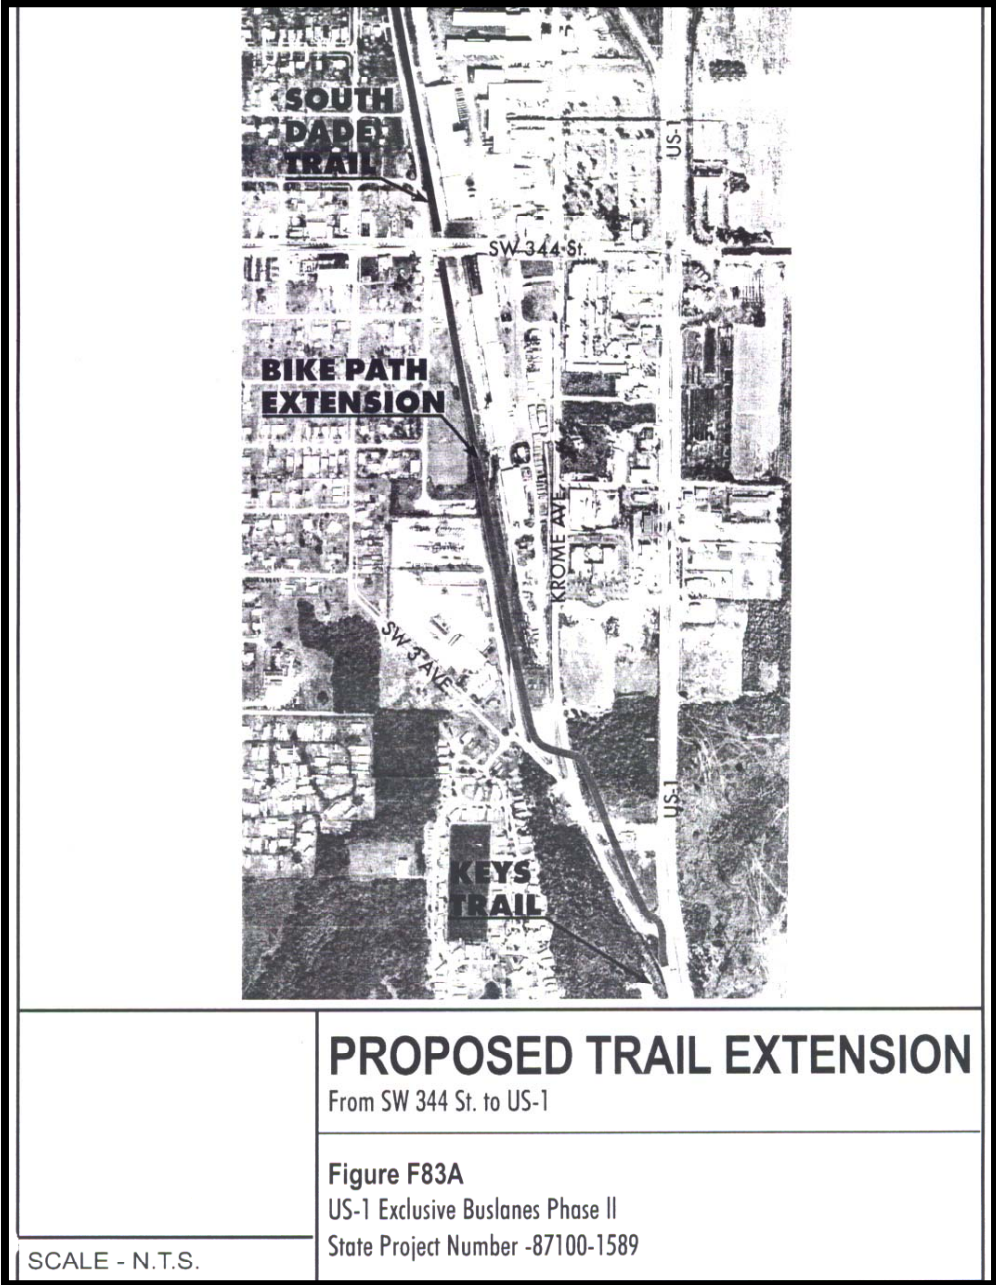 SOUTH
DADE
TRAIL
US-1
SW 344 St.
BIKE PATH
EXTENSION
KROME AVE
SW 3 AVE
US-1
KEYS
TRAIL
PROPOSED TRAIL EXTENSION
From SW 344 St. to US-1
Figure F83A
US-1 Exclusive Buslanes Phase II
State Project Number -87100-1589
SCALE - N.T.S.